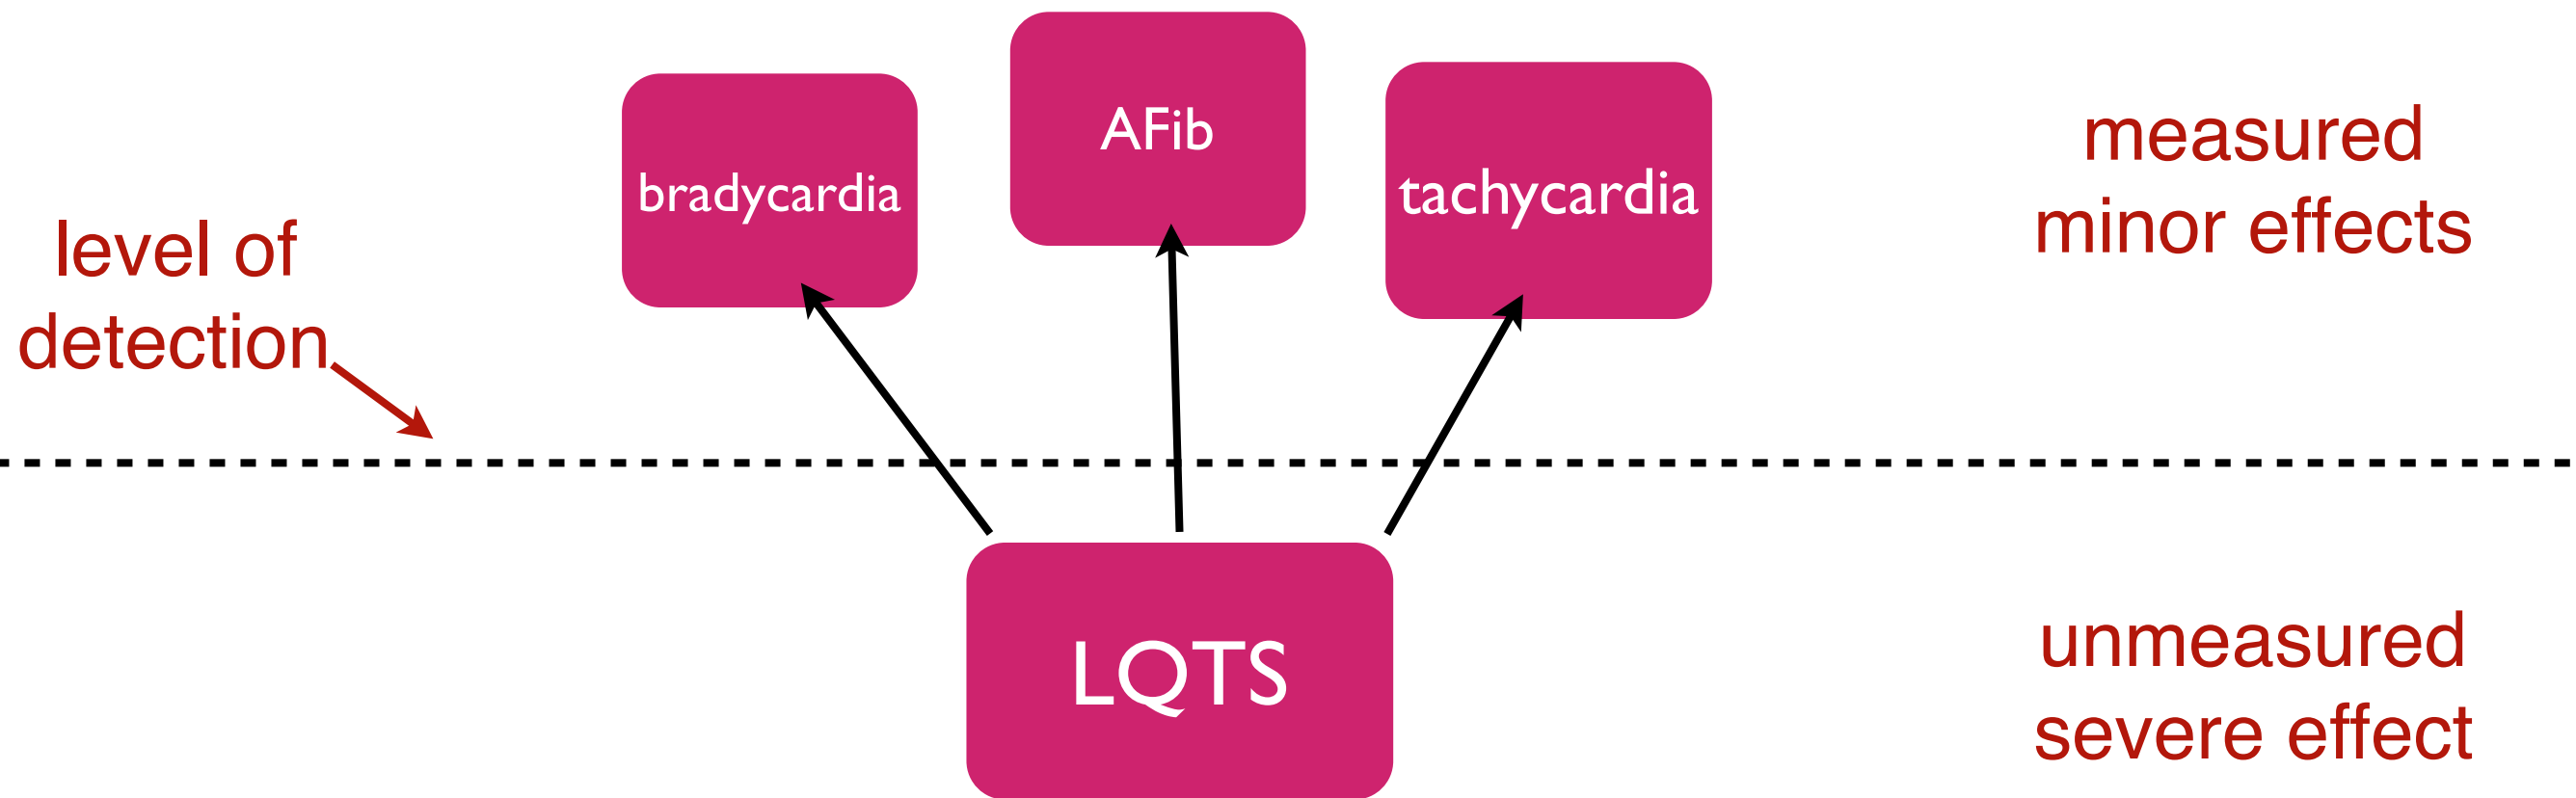 AFib
bradycardia
tachycardia
measured
minor effects
level of
detection
LQTS
unmeasured
severe effect